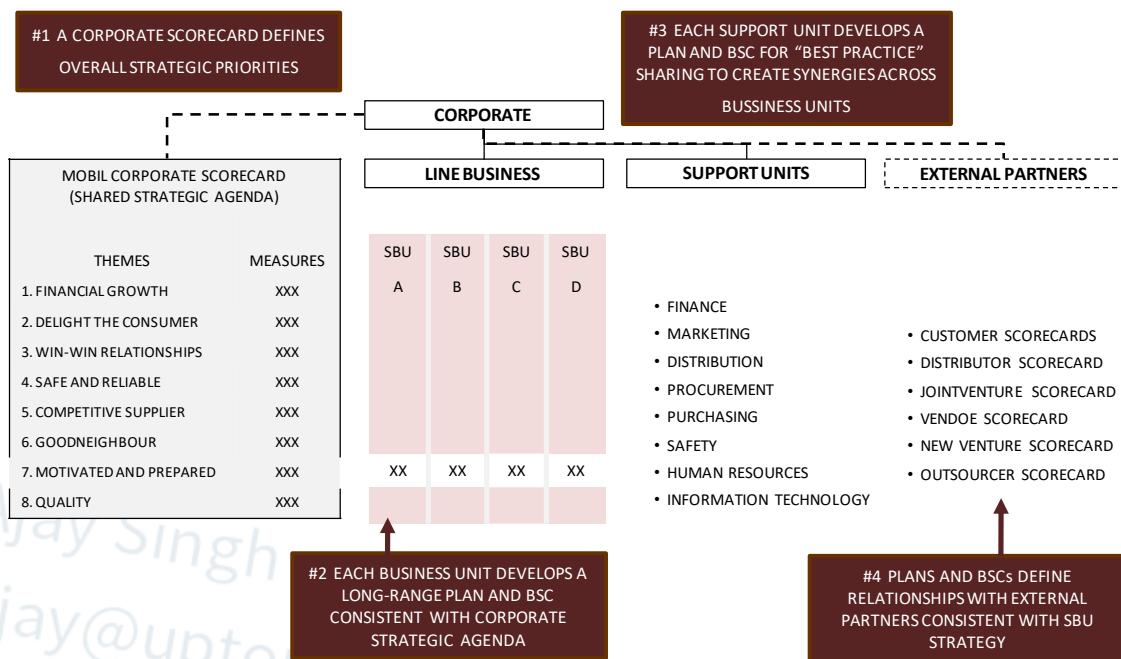 #1 A CORPORATE SCORECARD DEFINES
OVERALL STRATEGIC PRIORITIES
#3 EACH SUPPORT UNIT DEVELOPS A
PLAN AND BSC FOR “BEST PRACTICE”
SHARING TO CREATE SYNERGIES ACROSS
BUSSINESS UNITS
CORPORATE
MOBIL CORPORATE SCORECARD
(SHARED STRATEGIC AGENDA)
THEMES MEASURES
1. FINANCIAL GROWTH XXX
2. DELIGHT THE CONSUMER XXX
3. WIN-WIN RELATIONSHIPS XXX
4. SAFE AND RELIABLE XXX
5. COMPETITIVE SUPPLIER XXX
6. GOODNEIGHBOUR XXX
7. MOTIVATED AND PREPARED XXX
8. QUALITY XXX
LINE BUSINESS
SBU SBU SBU SBU
A B C D
XX XX XX XX
SUPPORT UNITS
• FINANCE
• MARKETING
• DISTRIBUTION
• PROCUREMENT
• PURCHASING
• SAFETY
• HUMAN RESOURCES
• INFORMATION TECHNOLOGY
EXTERNAL PARTNERS
• CUSTOMER SCORECARDS
• DISTRIBUTOR SCORECARD
• JOINTVENTURE SCORECARD
• VENDOE SCORECARD
• NEW VENTURE SCORECARD
• OUTSOURCER SCORECARD
#2 EACH BUSINESS UNIT DEVELOPS A
LONG-RANGE PLAN AND BSC
CONSISTENT WITH CORPORATE
STRATEGIC AGENDA
#4 PLANS AND BSCs DEFINE
RELATIONSHIPS WITH EXTERNAL
PARTNERS CONSISTENT WITH SBU
STRATEGY
Singh